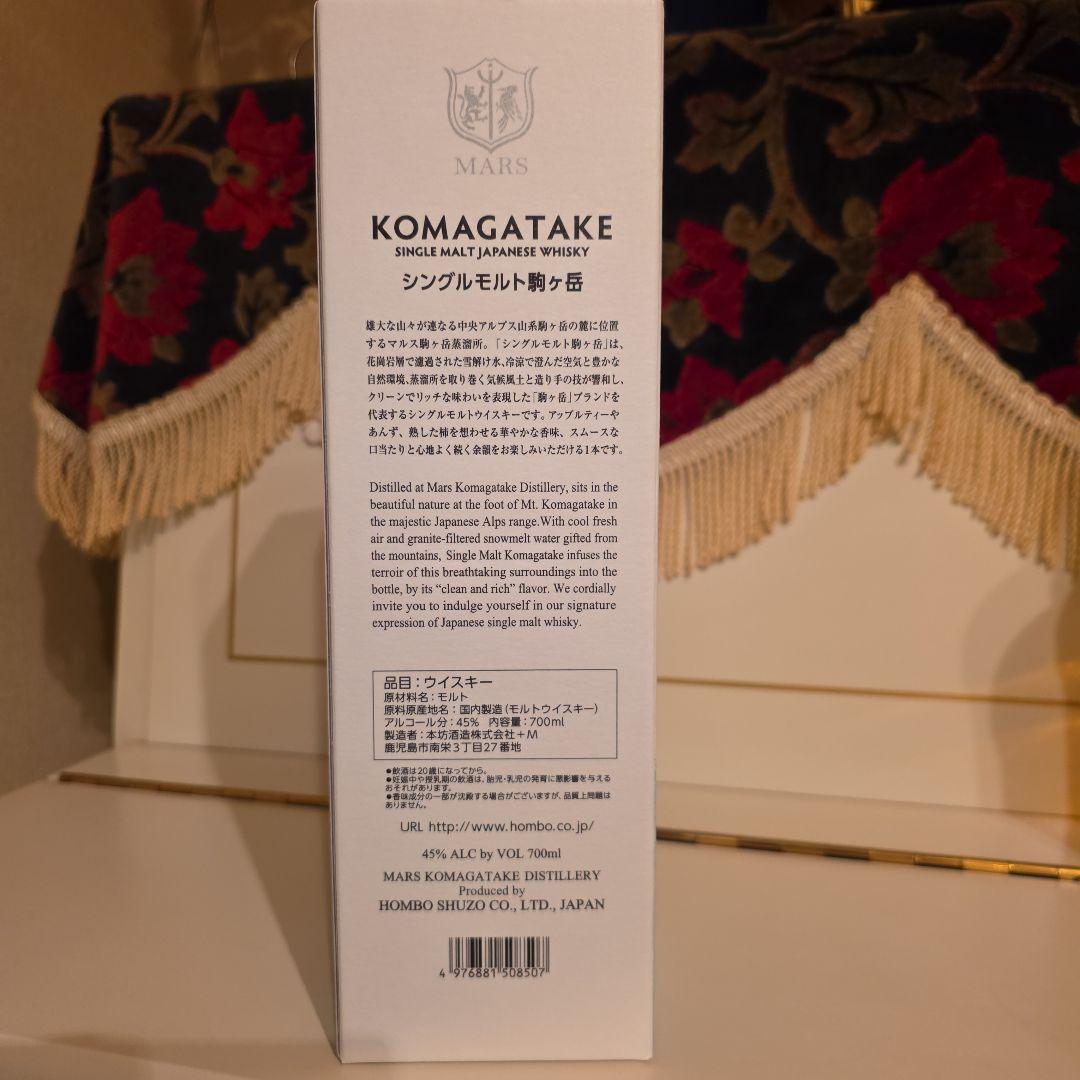 MARS
KOMAGATAKE
SINGLE MALT JAPANESE WHISKY
シングルモルト駒ヶ岳
雄大な山々が連なる中央アルプス山系駒ヶ岳の麓に位置
するマルス駒ヶ岳蒸溜所。「シングルモルト駒ヶ岳」は、
花崗岩層で濾過された雪解け水、冷涼で澄んだ空気と豊かな
自然環境、蒸溜所を取り巻く気候風土と造り手の技が響和し、
クリーンでリッチな味わいを表現した「駒ヶ岳」ブランドを
代表するシングルモルトウイスキーです。アップルティーや
あんず、熟した柿を想わせる華やかな香味、スムースな
口当たりと心地よく続く余韻をお楽しみいただける1本です。
Distilled at Mars Komagatake Distillery, sits in the
beautiful nature at the foot of Mt. Komagatake in
the majestic Japanese Alps range.With cool fresh
air and granite-filtered snowmelt water gifted from
the mountains, Single Malt Komagatake infuses the
terroir of this breathtaking surroundings into the
bottle, by its “clean and rich” flavor. We cordially
invite you to indulge yourself in our signature
expression of Japanese single malt whisky.
品目：ウイスキー
原材料名：モルト
原料原産地名：国内製造（モルトウイスキー）
アルコール分：45% 内容量：700ml
製造者：本坊酒造株式会社＋M
鹿児島市南栄3丁目27番地
●飲酒は20歳になってから。
●妊娠中や授乳期の飲酒は、胎児・乳児の発育に悪影響を与える
おそれがあります。
●香味成分の一部が沈殿する場合がございますが、品質上問題は
ありません。
URL http://www.hombo.co.jp/
45% ALC by VOL 700ml
MARS KOMAGATAKE DISTILLERY
Produced by
HOMBO SHUZO CO., LTD., JAPAN
4 976881 508507